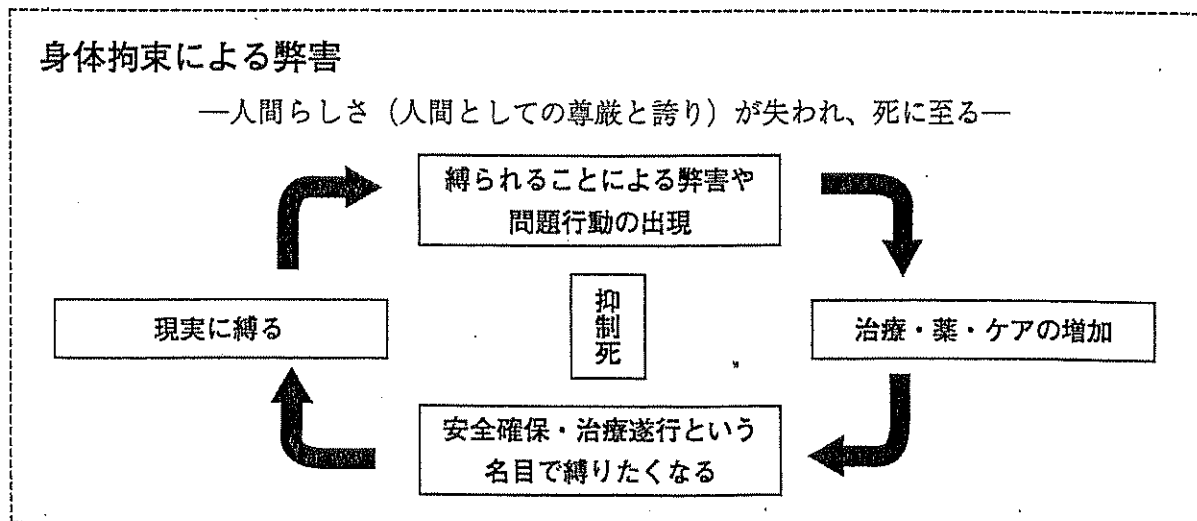 身体拘束による弊害
―人間らしさ（人間としての尊厳と誇り）が失われ、死に至る―
縛られることによる弊害や
問題行動の出現
現実に縛る
抑制死
治療・薬・ケアの増加
安全確保・治療遂行という
名目で縛りたくなる